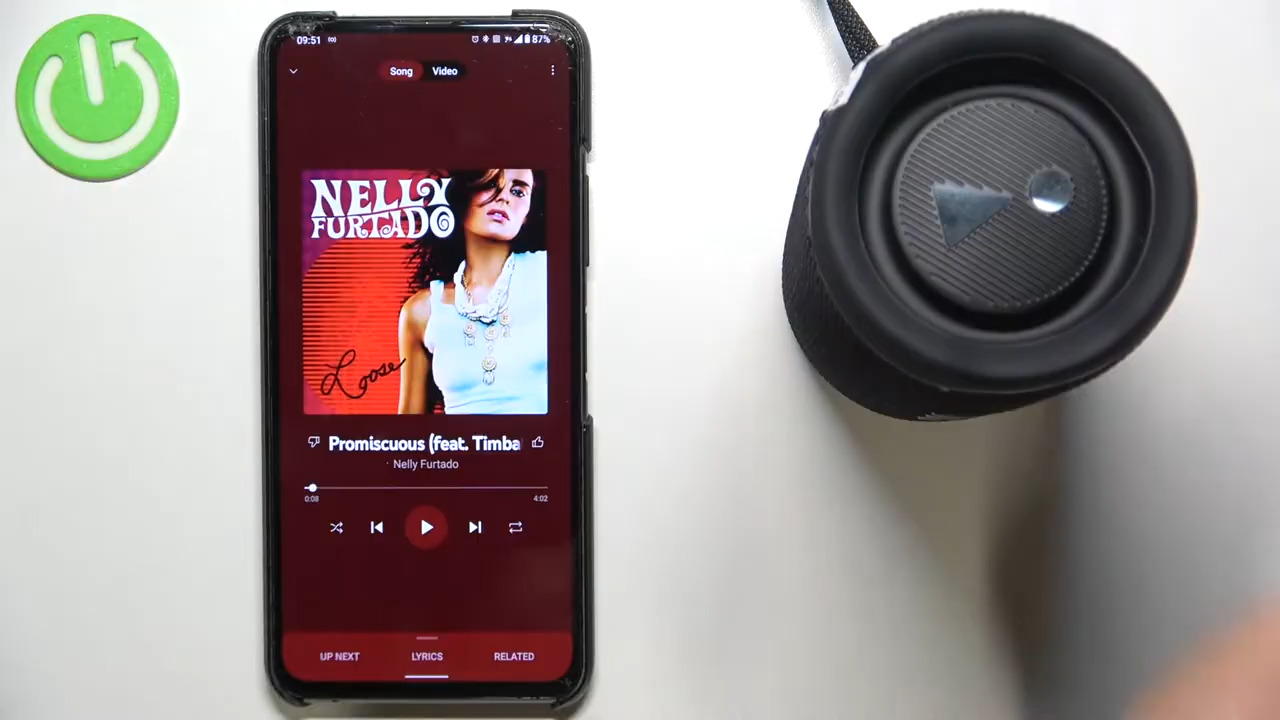 09:51
87%
Song Video
NELLY
FURTADO
Loose
Promiscuous (feat. Timba
Nelly Furtado
0:08
4:02
UP NEXT LYRICS RELATED